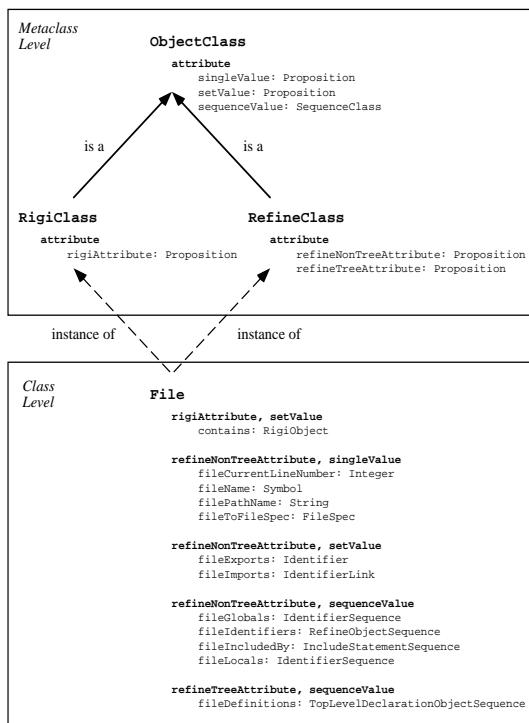 Metaclass
Level
ObjectClass
attribute
singleValue: Proposition
setValue: Proposition
sequenceValue: SequenceClass
is a
is a
RigiClass
attribute
rigiAttribute: Proposition
RefineClass
attribute
refineNonTreeAttribute: Proposition
refineTreeAttribute: Proposition
instance of
instance of
Class
Level
File
rigiAttribute, setValue
contains: RigiObject
refineNonTreeAttribute, singleValue
fileCurrentLineNumber: Integer
fileName: Symbol
filePathName: String
fileToFileSpec: FileSpec
refineNonTreeAttribute, setValue
fileExports: Identifier
fileImports: IdentifierLink
refineNonTreeAttribute, sequenceValue
fileGlobals: IdentifierSequence
fileIdentifiers: RefineObjectSequence
fileIncludedBy: IncludeStatementSequence
fileLocals: IdentifierSequence
refineTreeAttribute, sequenceValue
fileDefinitions: TopLevelDeclarationObjectSequence